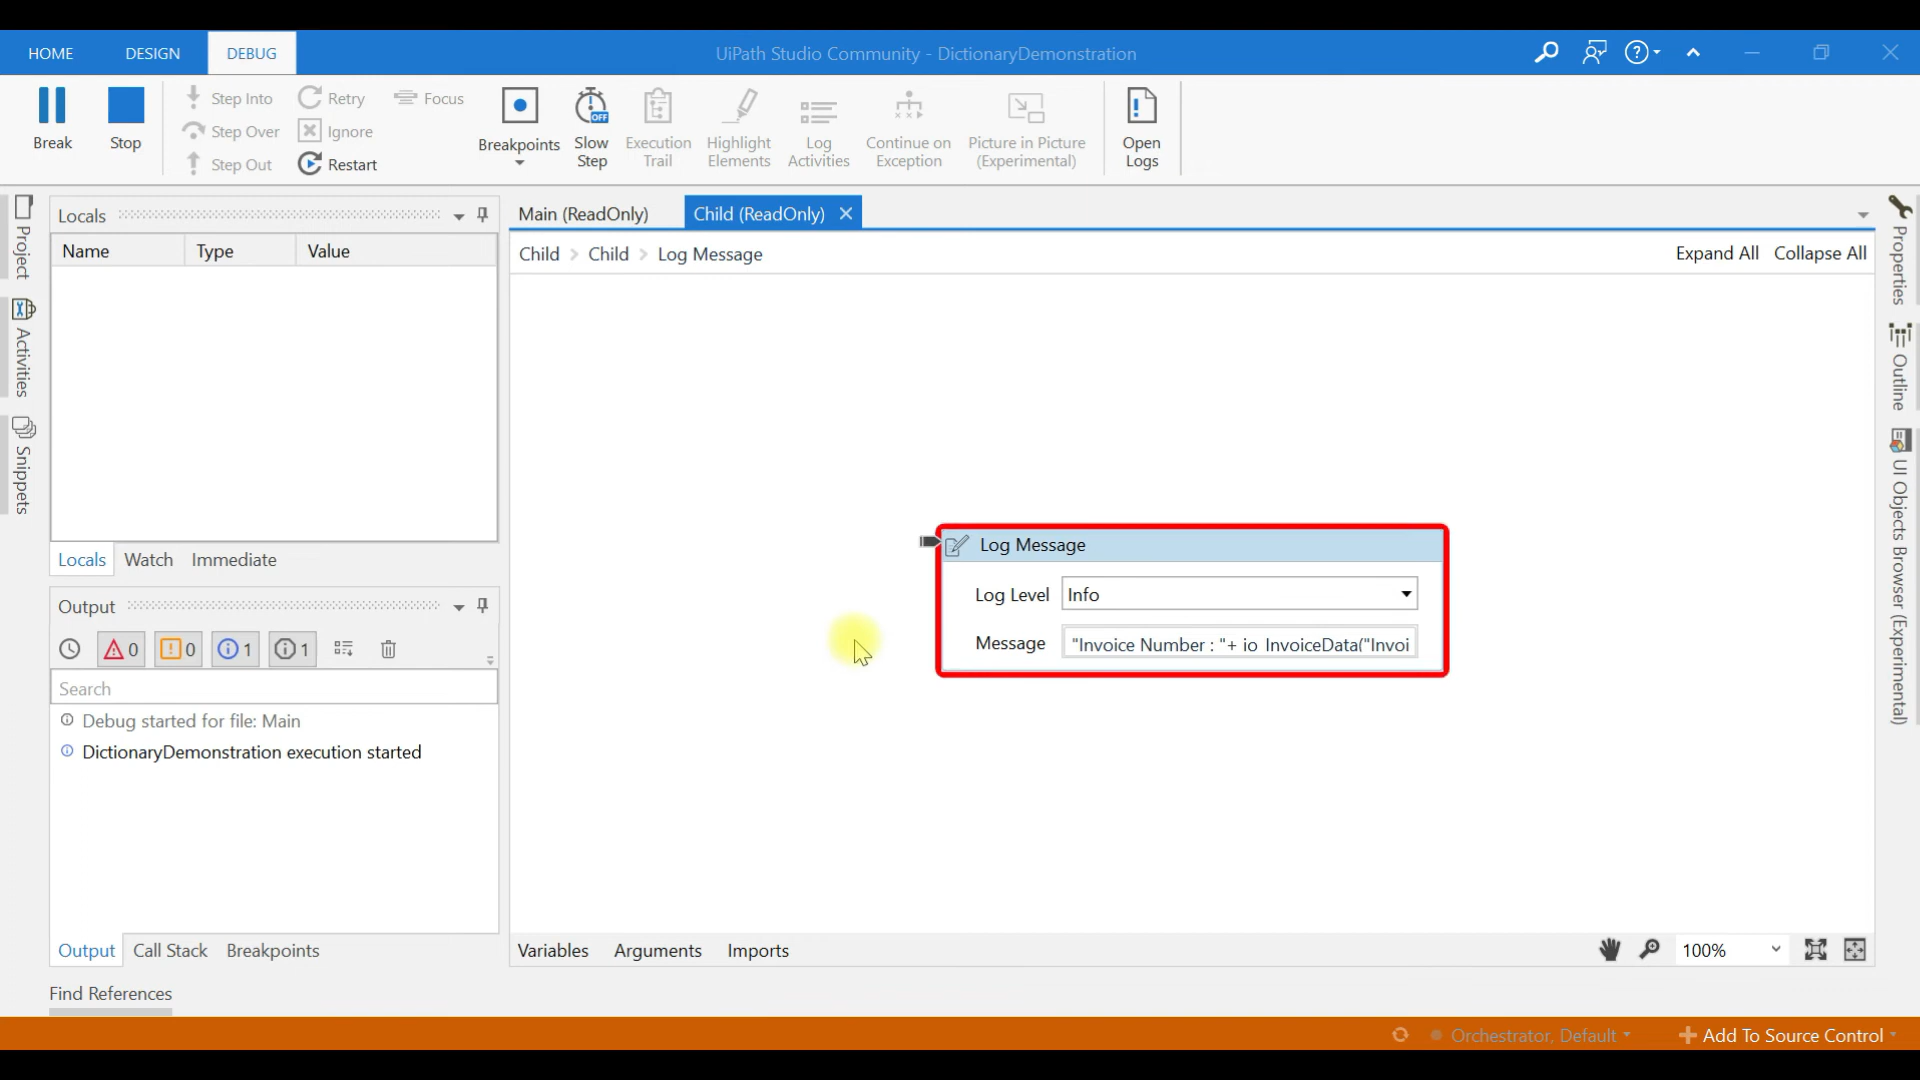 HOME DESIGN DEBUG UiPath Studio Community - DictionaryDemonstration
Break
Stop
Step Into
Step Over
Step Out
Retry
Ignore
Restart
Focus
Breakpoints
Slow
Step
OFF
Execution
Trail
Highlight
Elements
Log
Activities
Continue on
Exception
Picture in Picture
(Experimental)
Open
Logs
Project
Activities
Snippets
Locals
Name Type Value
Locals Watch Immediate
Output
0 0 1 1
Search
Debug started for file: Main
DictionaryDemonstration execution started
Output Call Stack Breakpoints
Find References
Main (ReadOnly) Child (ReadOnly)
Child > Child > Log Message Expand All Collapse All
Log Message
Log Level Info
Message "Invoice Number : "+ io InvoiceData("Invoi
Variables Arguments Imports 100%
Properties
Outline
UI Objects Browser (Experimental)
Orchestrator, Default Add To Source Control